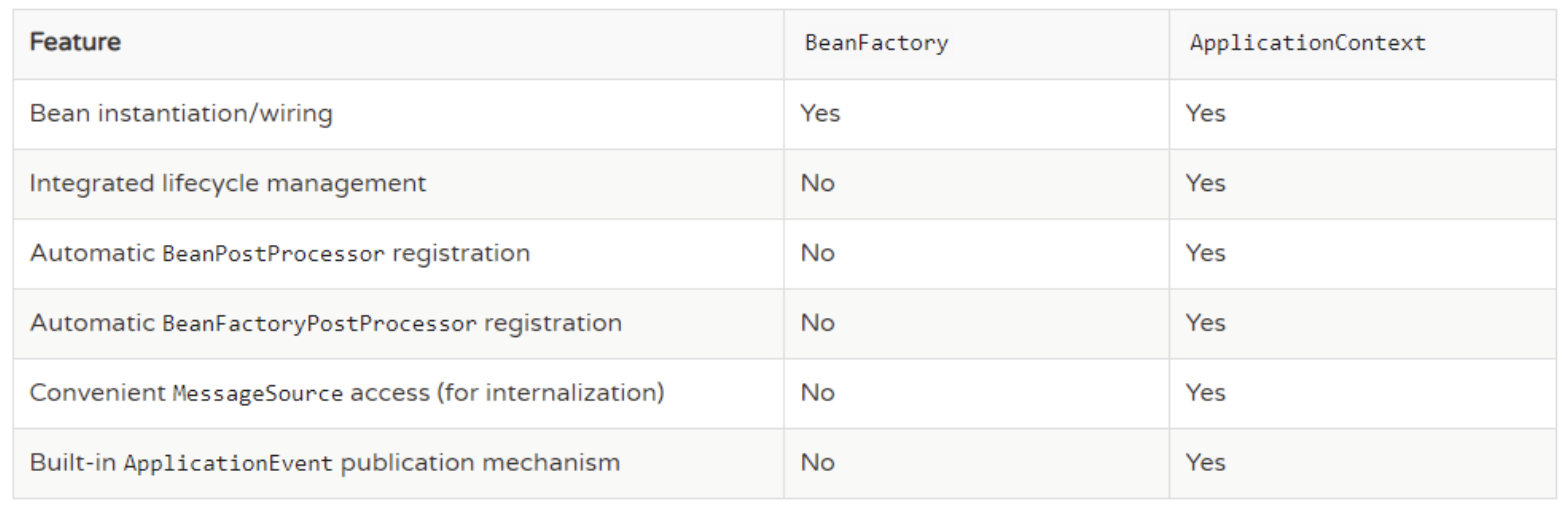 Feature BeanFactory ApplicationContext
Bean instantiation/wiring Yes Yes
Integrated lifecycle management No Yes
Automatic BeanPostProcessor registration No Yes
Automatic BeanFactoryPostProcessor registration No Yes
Convenient MessageSource access (for internalization) No Yes
Built-in ApplicationEvent publication mechanism No Yes